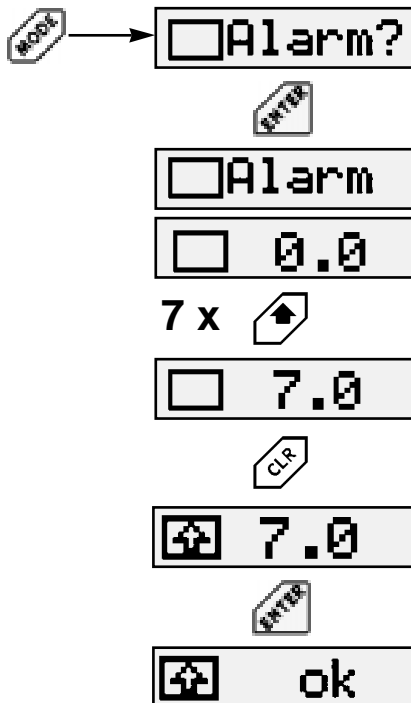 MODE
Alarm?
ENTER
Alarm
0.0
7 x
7.0
CLR
7.0
ENTER
ok